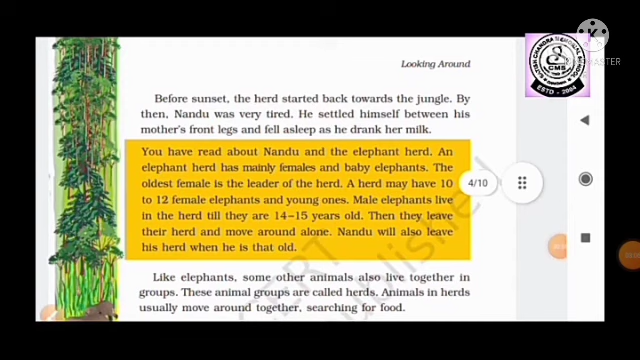 Looking Around
Before sunset, the herd started back towards the jungle. By
then, Nandu was very tired. He settled himself between his
mother's front legs and fell asleep as he drank her milk.
You have read about Nandu and the elephant herd. An
elephant herd has mainly females and baby elephants. The
oldest female is the leader of the herd. A herd may have 10
to 12 female elephants and young ones. Male elephants live
in the herd till they are 14–15 years old. Then they leave
their herd and move around alone. Nandu will also leave
his herd when he is that old.
4/10
Like elephants, some other animals also live together in
groups. These animal groups are called herds. Animals in herds
usually move around together, searching for food.
CMS
ESTD - 2004